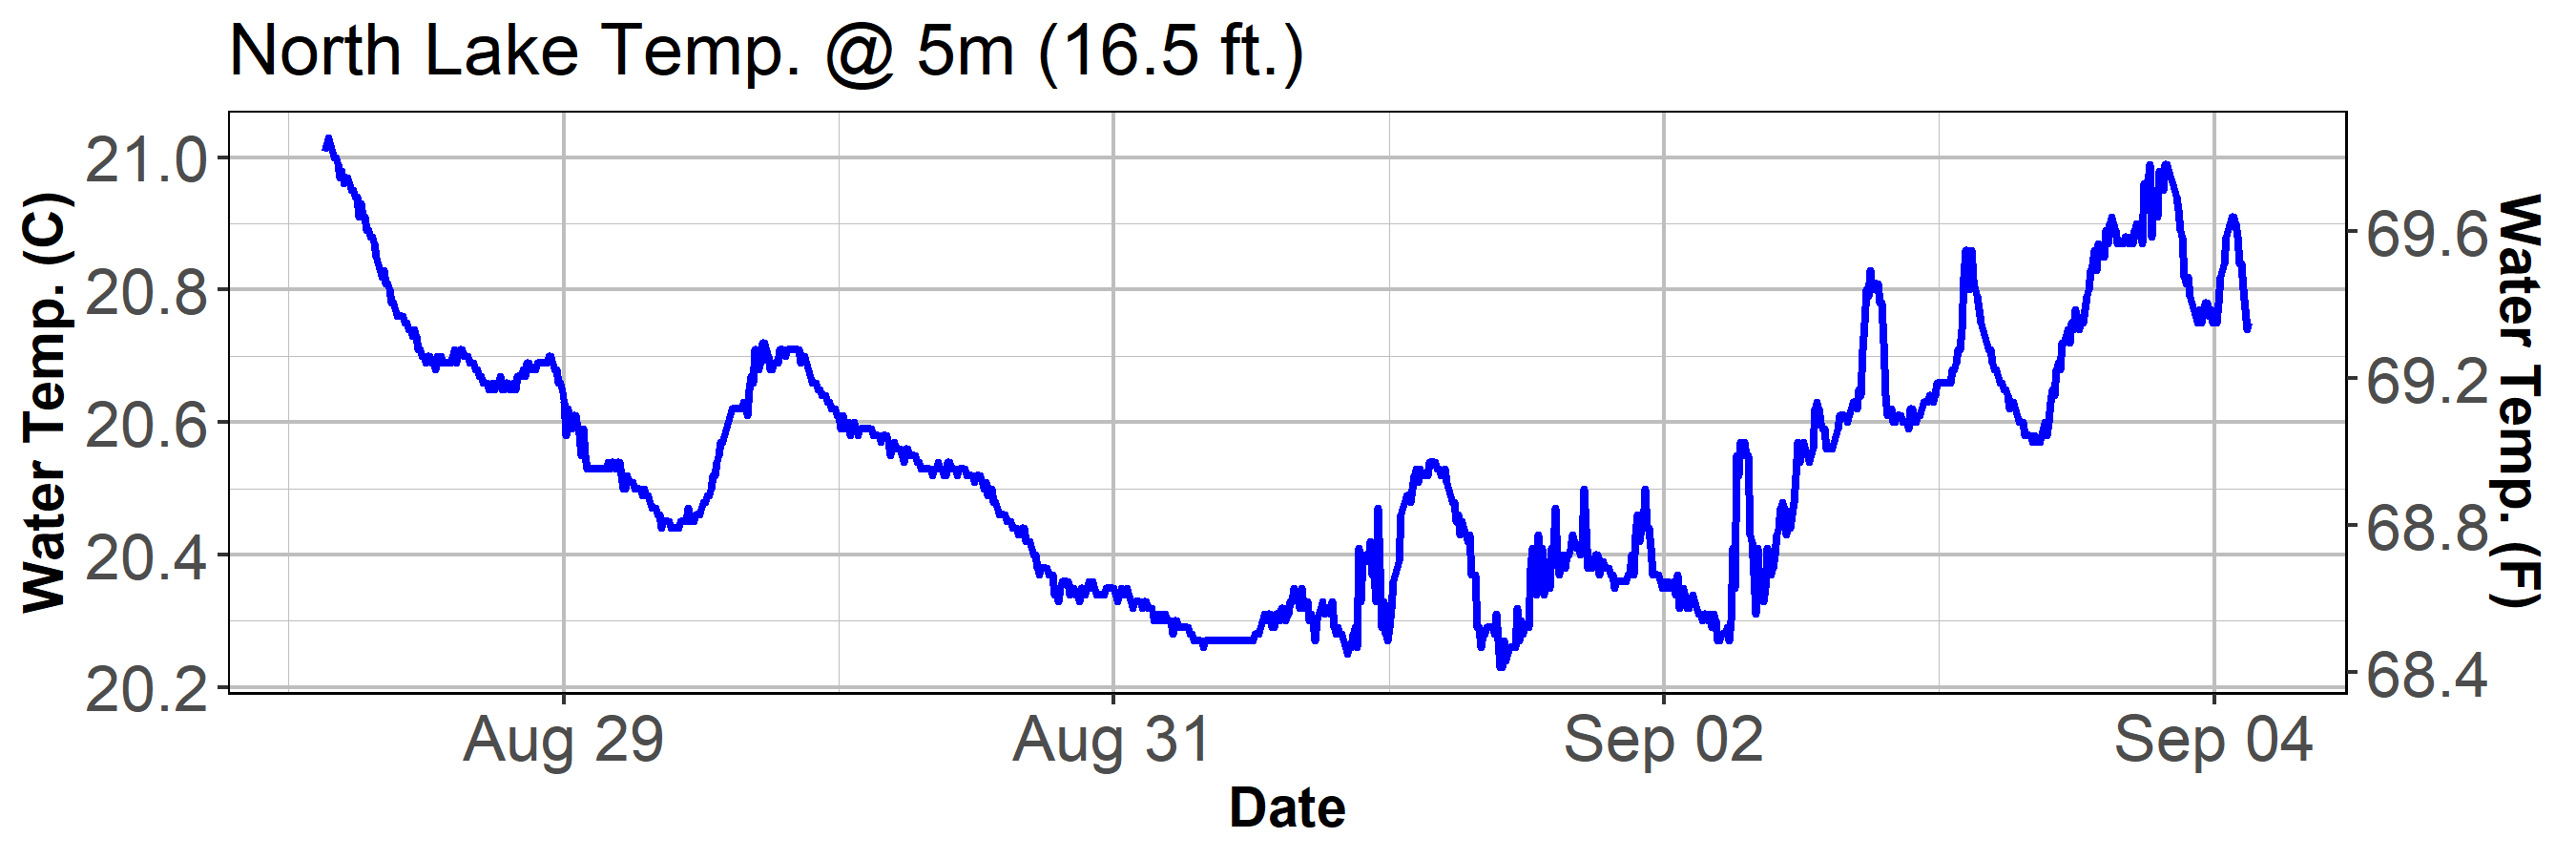 North Lake Temp. @ 5m (16.5 ft.)
Water Temp. (C)
21.0
20.8
20.6
20.4
20.2
69.6
69.2
68.8
68.4
Water Temp. (F)
Aug 29
Aug 31
Sep 02
Sep 04
Date